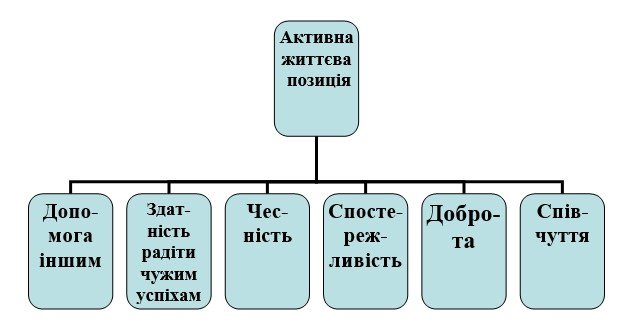 Активна
життєва
позиція
Допо-
мога
іншим
Здат-
ність
радіти
чужим
успіхам
Чес-
ність
Спосте-
реж-
ливість
Добро-
та
Спів-
чуття